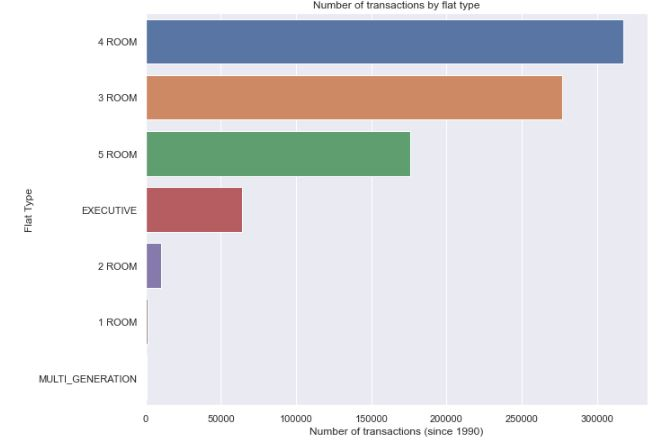 Number of transactions by flat type
4 ROOM
3 ROOM
5 ROOM
EXECUTIVE
2 ROOM
1 ROOM
MULTI_GENERATION
Flat Type
0 50000 100000 150000 200000 250000 300000
Number of transactions (since 1990)